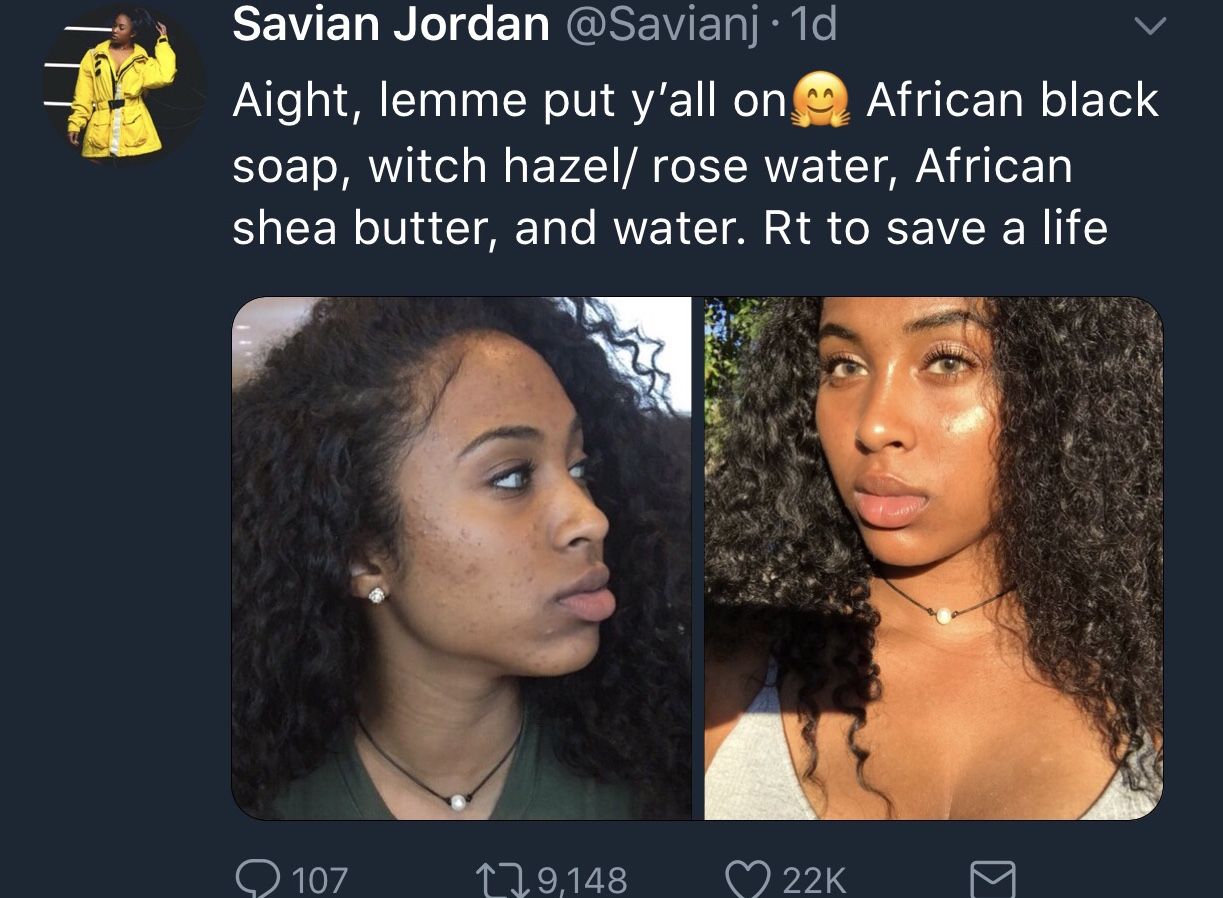 Savian Jordan @Savianj · 1d
Aight, lemme put y’all on🤗 African black
soap, witch hazel/ rose water, African
shea butter, and water. Rt to save a life
107 9,148 22K